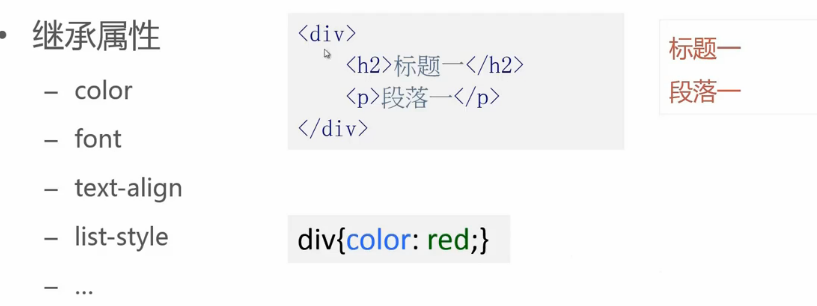 • 继承属性
– color
– font
– text-align
– list-style
– ...
<div>
<h2>标题一</h2>
<p>段落一</p>
</div>
div{color: red;}
标题一
段落一